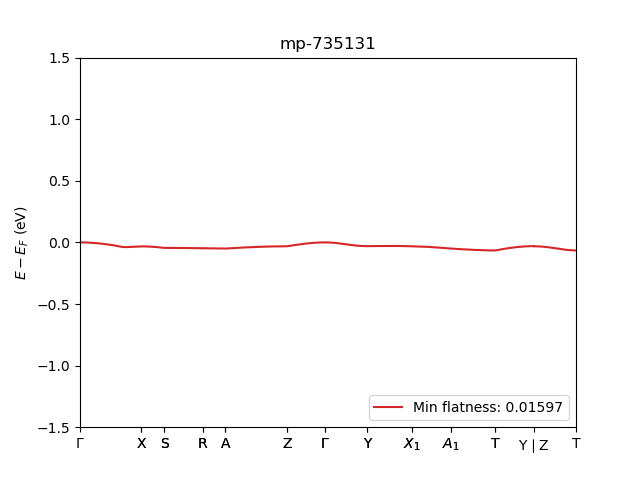 mp-735131
E − E_F (eV)
1.5
1.0
0.5
0.0
−0.5
−1.0
−1.5
Min flatness: 0.01597
Γ X S R A Z Γ Y X₁ A₁ T Y | Z T